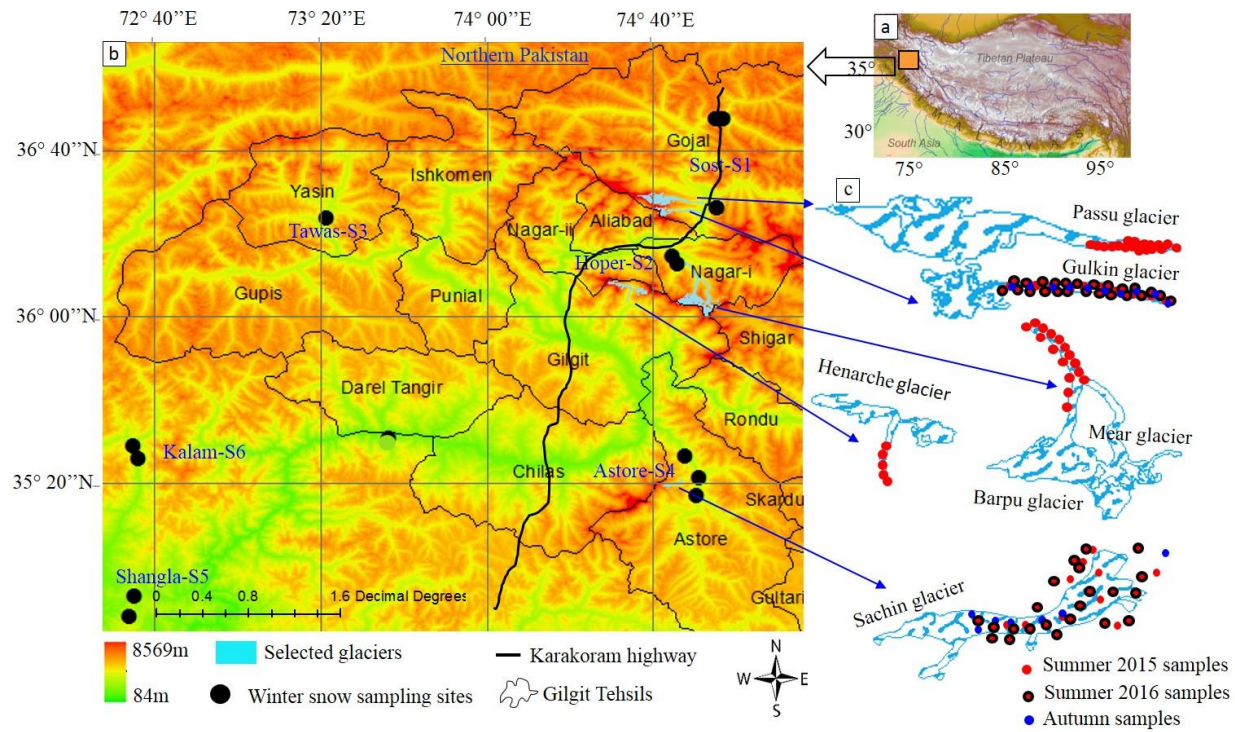 72 °40’’E
73 °20’’E
74 °00’’E
74 °40’’E
b
Northern Pakistan
a
Tibetan Plateau
HIMALAYAS
South Asia
35°
30°
75°
85°
95°
36 °40’’N
36 °00’’N
35 °20’’N
Gojal
Sost-S1
Ishkomen
Yasin
Tawas-S3
Aliabad
Nagar-ii
Hoper-S2
Nagar-i
Gupis
Punial
Shigar
Gilgit
Darel Tangir
Rondu
Kalam-S6
Chilas
Astore-S4
Skardu
Astore
Shangla-S5
0 0.4 0.8 1.6 Decimal Degrees
Gultari
c
Passu glacier
Gulkin glacier
Henarche glacier
Mear glacier
Barpu glacier
Sachin glacier
8569m
84m
Selected glaciers
Winter snow sampling sites
Karakoram highway
Gilgit Tehsils
N
W E
S
Summer 2015 samples
Summer 2016 samples
Autumn samples